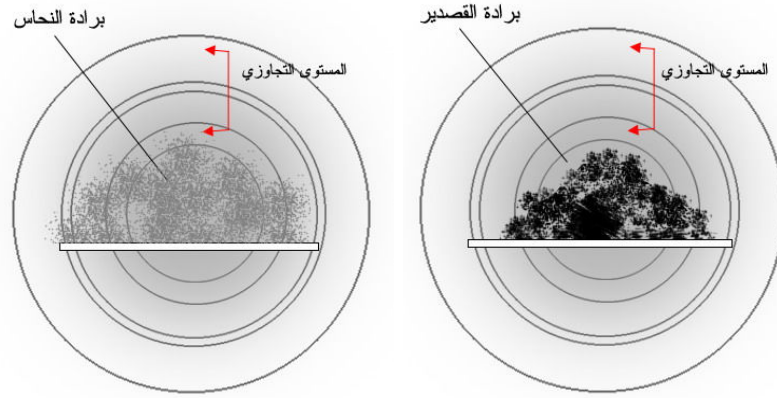 برادة النحاس
المستوى التجاوزي
برادة القصدير
المستوى التجاوزي